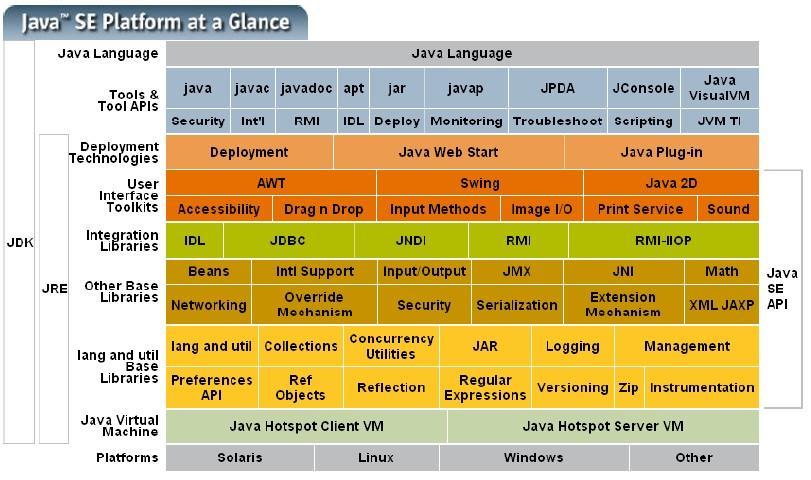 Java™ SE Platform at a Glance
Java Language
Java Language
Tools & Tool APIs
java javac javadoc apt jar javap JPDA JConsole Java VisualVM
Security Int'l RMI IDL Deploy Monitoring Troubleshoot Scripting JVM TI
Deployment Technologies
Deployment Java Web Start Java Plug-in
User Interface Toolkits
AWT Swing Java 2D
Accessibility Drag n Drop Input Methods Image I/O Print Service Sound
Integration Libraries
IDL JDBC JNDI RMI RMI-IIOP
Other Base Libraries
Beans Intl Support Input/Output JMX JNI Math
Networking Override Mechanism Security Serialization Extension Mechanism XML JAXP
lang and util Base Libraries
lang and util Collections Concurrency Utilities JAR Logging Management
Preferences API Ref Objects Reflection Regular Expressions Versioning Zip Instrumentation
Java Virtual Machine
Java Hotspot Client VM Java Hotspot Server VM
Platforms
Solaris Linux Windows Other
JDK
JRE
Java SE API